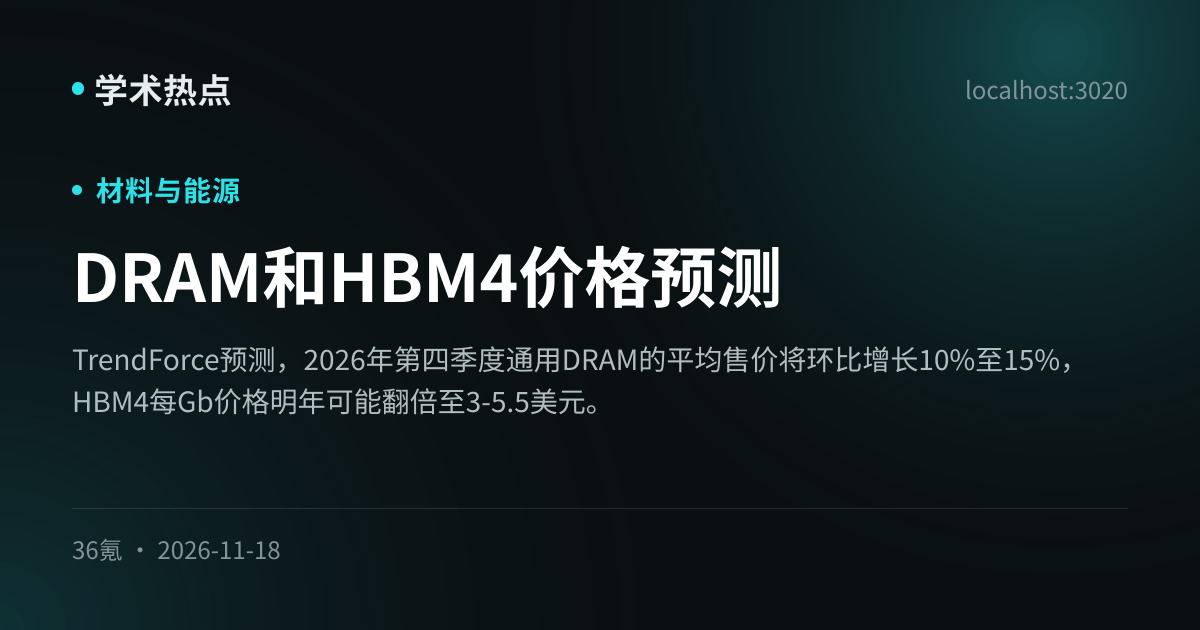 学术热点
localhost:3020
材料与能源
DRAM和HBM4价格预测
TrendForce预测，2026年第四季度通用DRAM的平均售价将环比增长10%至15%，
HBM4每Gb价格明年可能翻倍至3-5.5美元。
36氪 · 2026-11-18